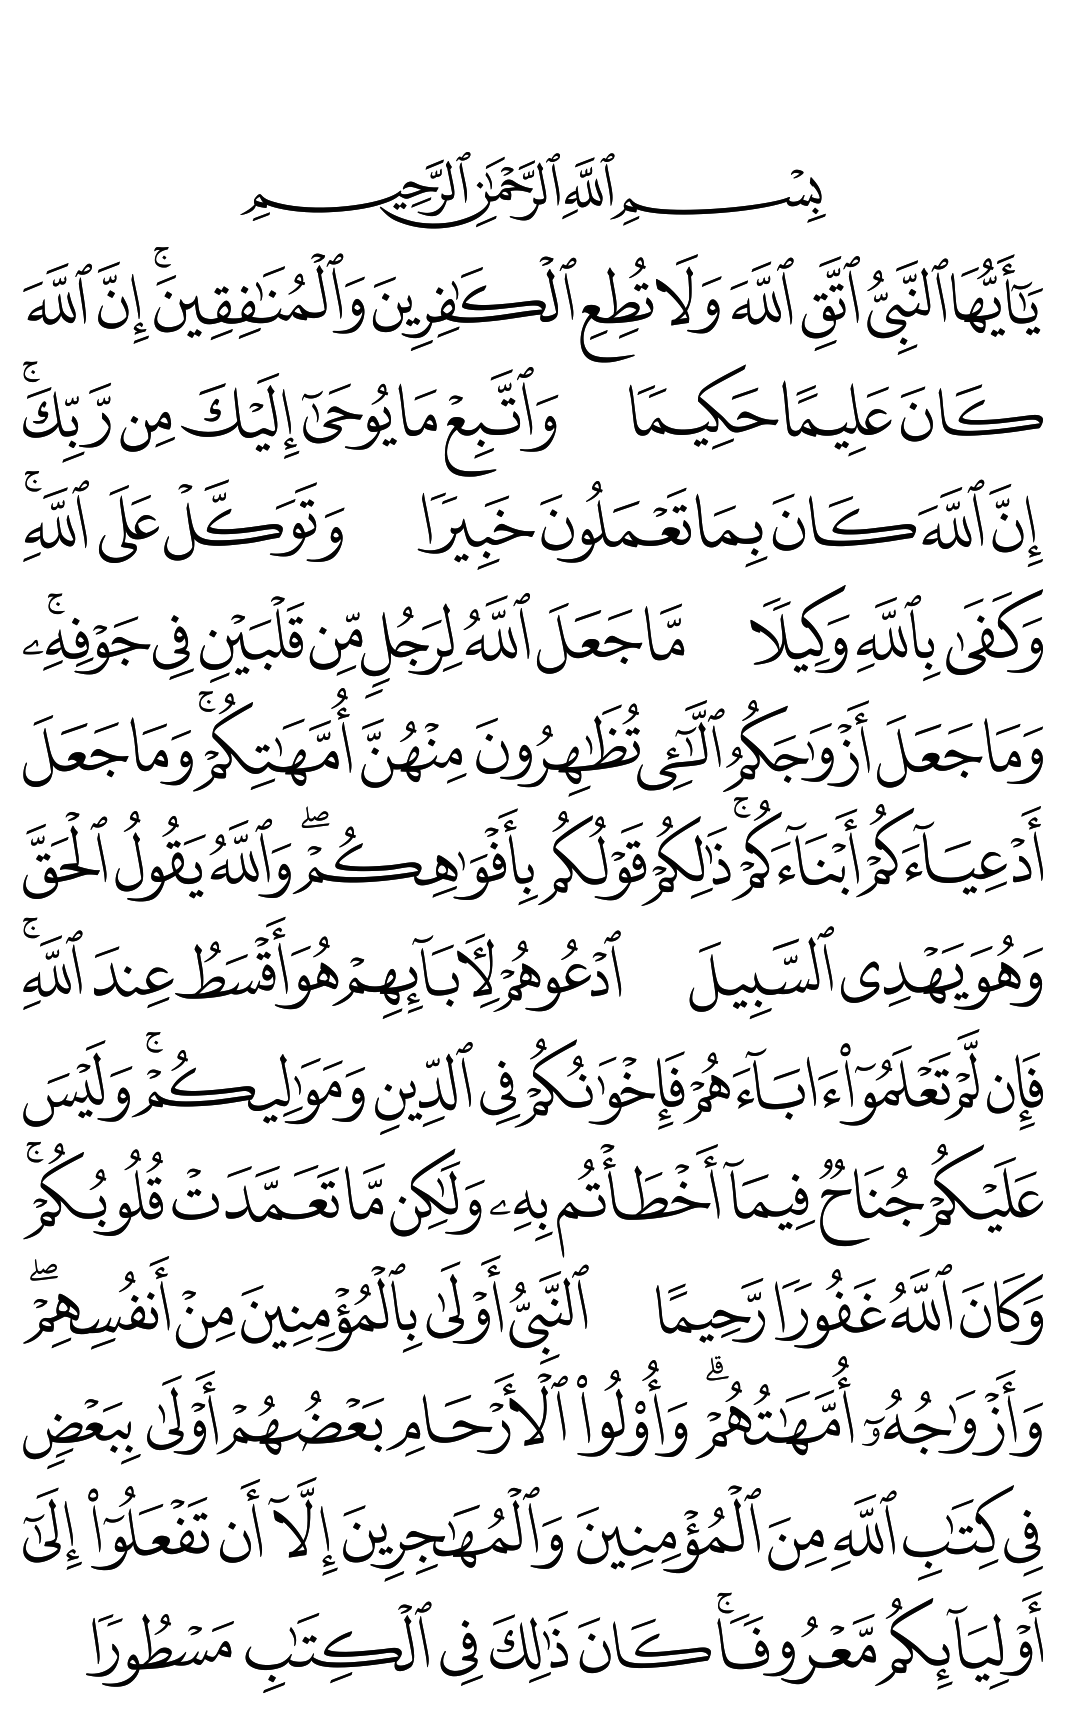 بِسْمِ ٱللَّهِ ٱلرَّحْمَٰنِ ٱلرَّحِيمِ
يَٰٓأَيُّهَا ٱلنَّبِىُّ ٱتَّقِ ٱللَّهَ وَلَا تُطِعِ ٱلْكَٰفِرِينَ وَٱلْمُنَٰفِقِينَ ۚ إِنَّ ٱللَّهَ
كَانَ عَلِيمًا حَكِيمًا وَٱتَّبِعْ مَا يُوحَىٰٓ إِلَيْكَ مِن رَّبِّكَ ۚ
إِنَّ ٱللَّهَ كَانَ بِمَا تَعْمَلُونَ خَبِيرًا وَتَوَكَّلْ عَلَى ٱللَّهِ ۚ
وَكَفَىٰ بِٱللَّهِ وَكِيلًا مَّا جَعَلَ ٱللَّهُ لِرَجُلٍ مِّن قَلْبَيْنِ فِى جَوْفِهِۦ ۚ
وَمَا جَعَلَ أَزْوَٰجَكُمُ ٱلَّٰٓـِٔى تُظَٰهِرُونَ مِنْهُنَّ أُمَّهَٰتِكُمْ ۚ وَمَا جَعَلَ
أَدْعِيَآءَكُمْ أَبْنَآءَكُمْ ۚ ذَٰلِكُمْ قَوْلُكُم بِأَفْوَٰهِكُمْ ۖ وَٱللَّهُ يَقُولُ ٱلْحَقَّ
وَهُوَ يَهْدِى ٱلسَّبِيلَ ٱدْعُوهُمْ لِـَٔابَآئِهِمْ هُوَ أَقْسَطُ عِندَ ٱللَّهِ ۚ
فَإِن لَّمْ تَعْلَمُوٓا۟ ءَابَآءَهُمْ فَإِخْوَٰنُكُمْ فِى ٱلدِّينِ وَمَوَٰلِيكُمْ ۚ وَلَيْسَ
عَلَيْكُمْ جُنَاحٌ فِيمَآ أَخْطَأْتُم بِهِۦ وَلَٰكِن مَّا تَعَمَّدَتْ قُلُوبُكُمْ ۚ
وَكَانَ ٱللَّهُ غَفُورًا رَّحِيمًا ٱلنَّبِىُّ أَوْلَىٰ بِٱلْمُؤْمِنِينَ مِنْ أَنفُسِهِمْ ۖ
وَأَزْوَٰجُهُۥٓ أُمَّهَٰتُهُمْ ۗ وَأُو۟لُوا۟ ٱلْأَرْحَامِ بَعْضُهُمْ أَوْلَىٰ بِبَعْضٍ
فِى كِتَٰبِ ٱللَّهِ مِنَ ٱلْمُؤْمِنِينَ وَٱلْمُهَٰجِرِينَ إِلَّآ أَن تَفْعَلُوٓا۟ إِلَىٰٓ
أَوْلِيَآئِكُم مَّعْرُوفًا ۚ كَانَ ذَٰلِكَ فِى ٱلْكِتَٰبِ مَسْطُورًا